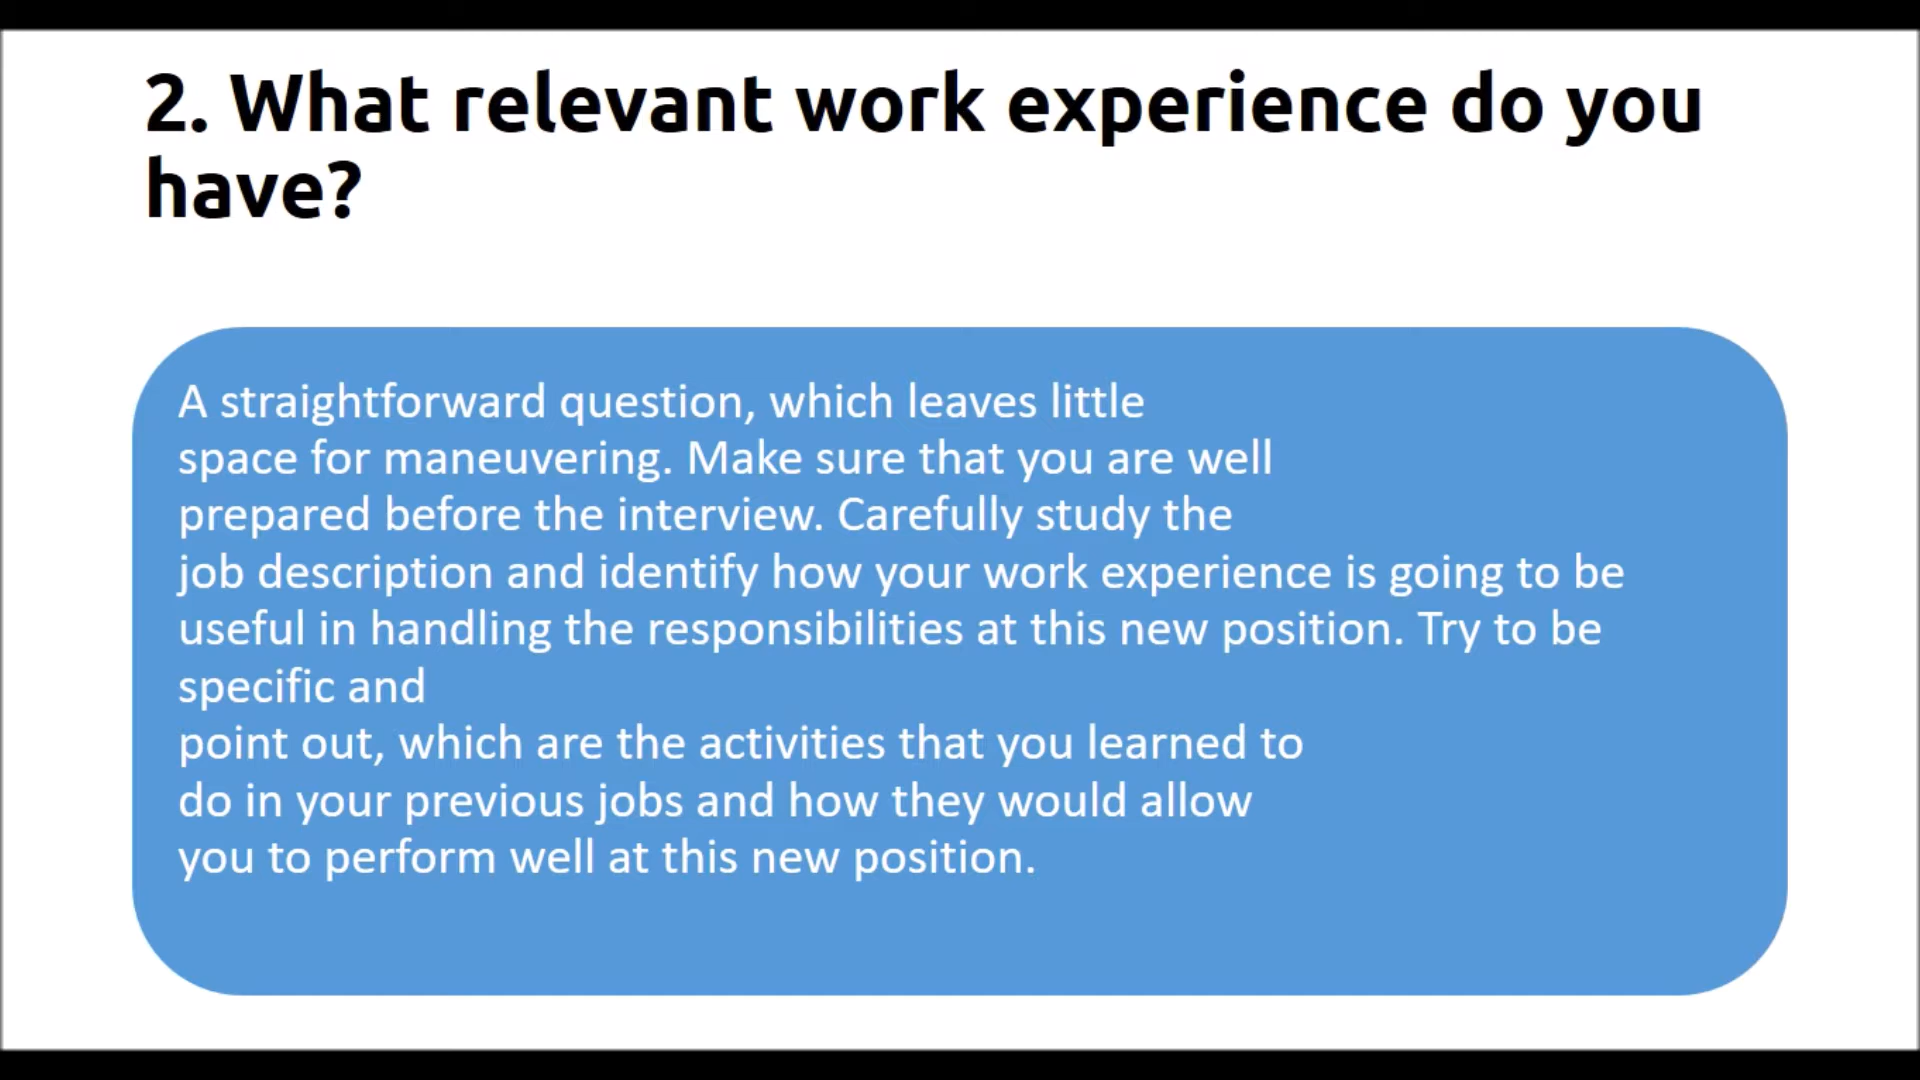 2. What relevant work experience do you
have?
A straightforward question, which leaves little
space for maneuvering. Make sure that you are well
prepared before the interview. Carefully study the
job description and identify how your work experience is going to be
useful in handling the responsibilities at this new position. Try to be
specific and
point out, which are the activities that you learned to
do in your previous jobs and how they would allow
you to perform well at this new position.